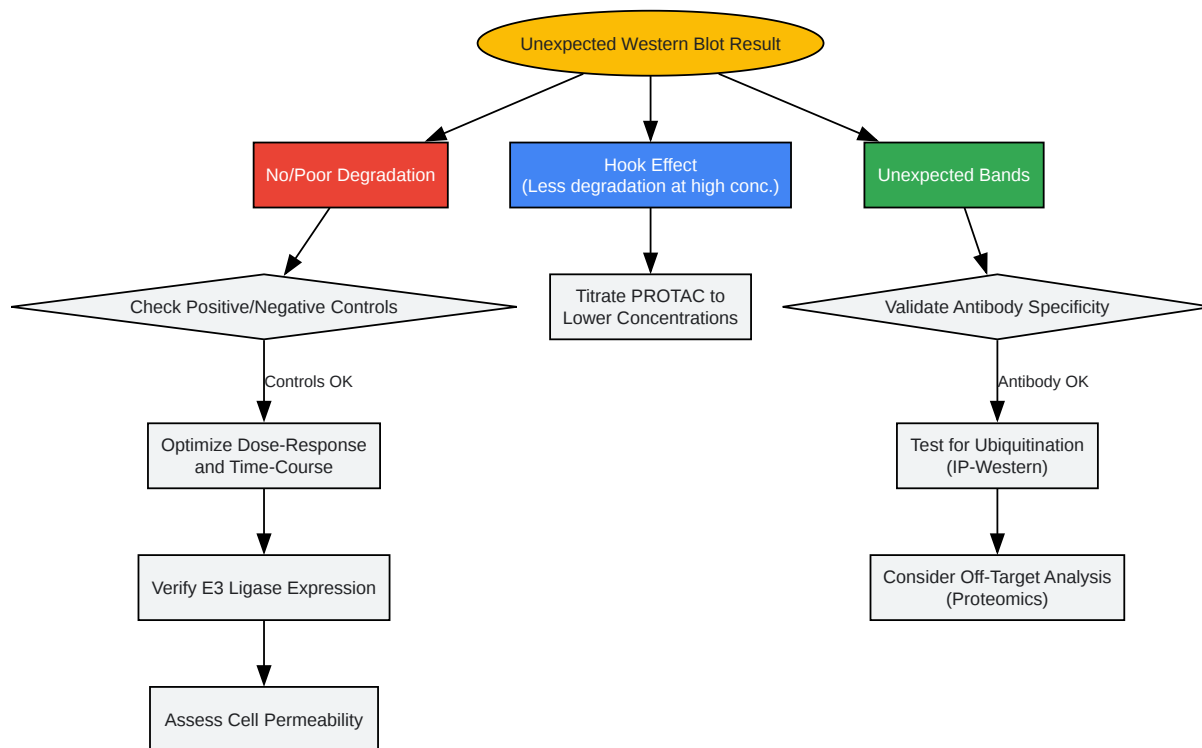 Unexpected Western Blot Result
No/Poor Degradation
Hook Effect
(Less degradation at high conc.)
Unexpected Bands
Check Positive/Negative Controls
Titrate PROTAC to
Lower Concentrations
Validate Antibody Specificity
Controls OK
Antibody OK
Optimize Dose-Response
and Time-Course
Test for Ubiquitination
(IP-Western)
Verify E3 Ligase Expression
Consider Off-Target Analysis
(Proteomics)
Assess Cell Permeability